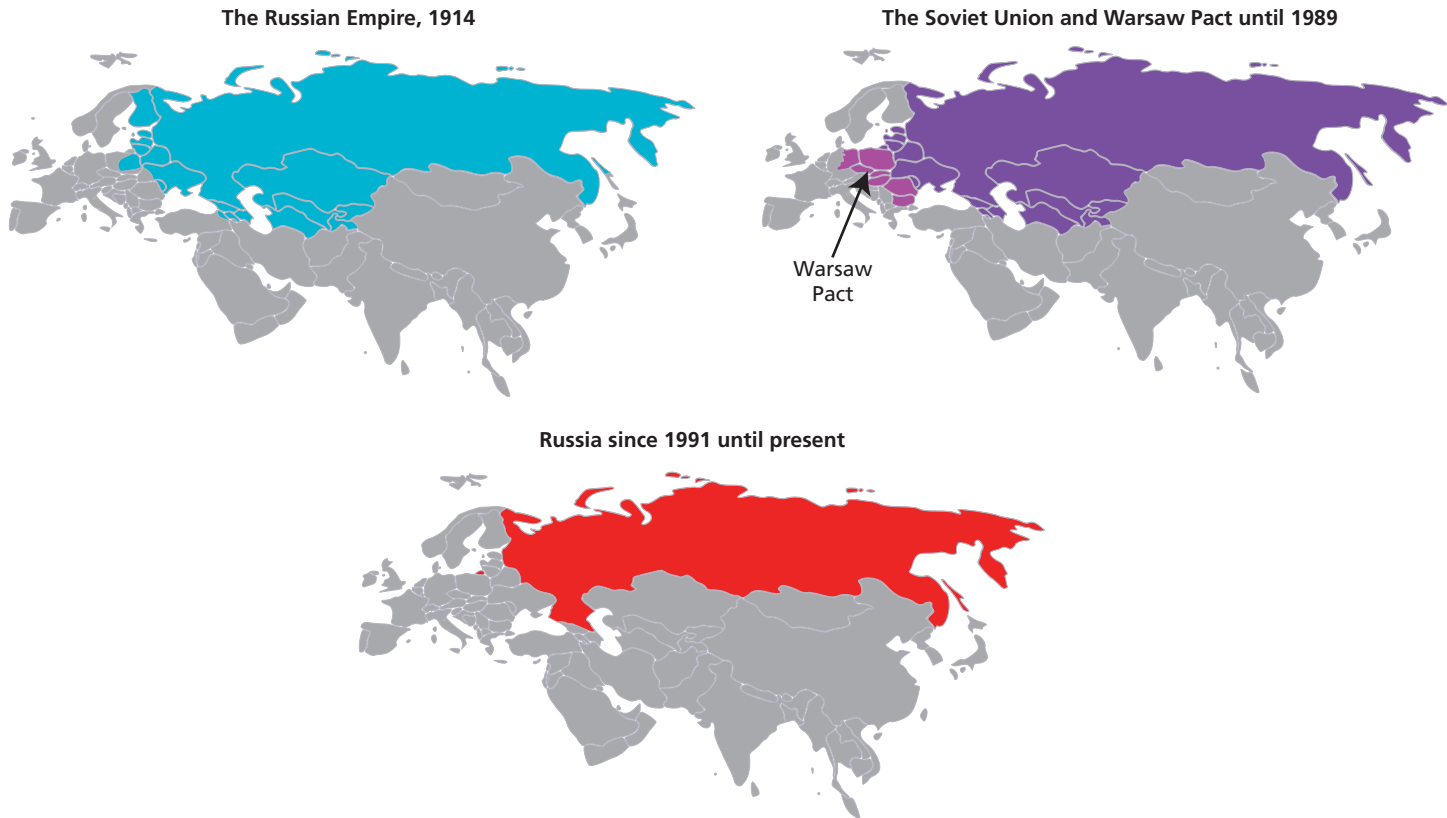 The Russian Empire, 1914
The Soviet Union and Warsaw Pact until 1989
Warsaw
Pact
Russia since 1991 until present